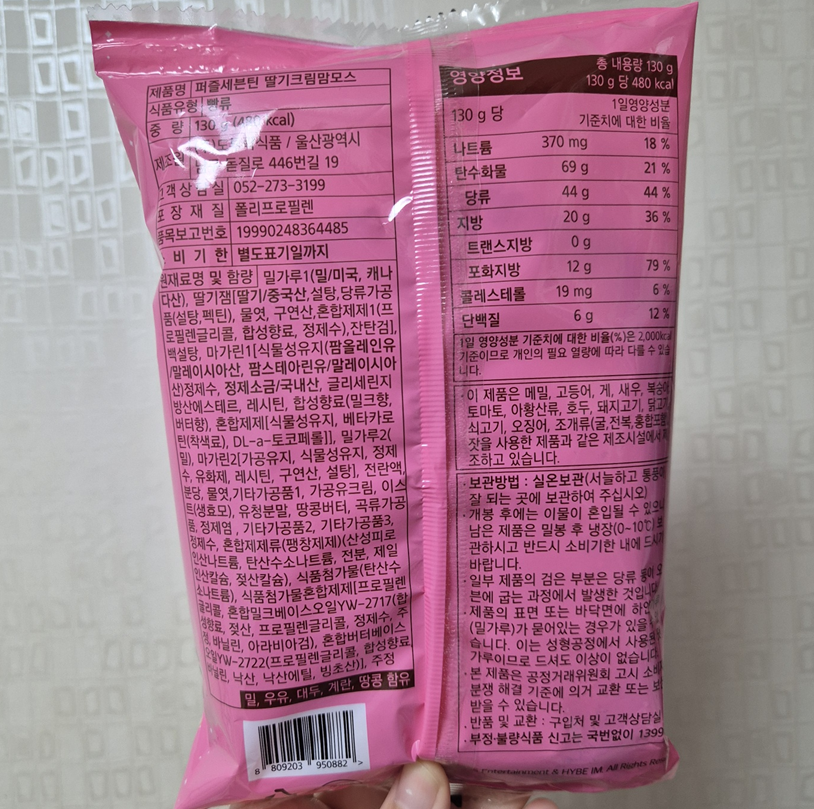 제품명 퍼즐세븐틴 딸기크림맘모스
식품유형 빵류
중 량 130 g (480 kcal)
식품 / 울산광역시
돋질로 446번길 19
고객상담실 052-273-3199
포 장 재 질 폴리프로필렌
품목보고번호 19990248364485
소 비 기 한 별도표기일까지
원재료명 및 함량 밀가루1(밀/미국, 캐나
다산), 딸기잼[딸기/중국산,설탕,당류가공
품(설탕,펙틴), 물엿, 구연산,혼합제제1(프
로필렌글리콜, 합성향료, 정제수),잔탄검],
백설탕, 마가린1[식물성유지(팜올레인유
/말레이시아산, 팜스테아린유/말레이시아
산)정제수, 정제소금/국내산, 글리세린지
방산에스테르, 레시틴, 합성향료(밀크향,
버터향), 혼합제제[식물성유지, 베타카로
틴(착색료), DL-a-토코페롤]], 밀가루2(
밀), 마가린2[가공유지, 식물성유지, 정제
수, 유화제, 레시틴, 구연산, 설탕], 전란액,
분당, 물엿,기타가공품1, 가공유크림, 이스
트(생효모), 유청분말, 땅콩버터, 곡류가공
품, 정제염, 기타가공품2, 기타가공품3,
정제수, 혼합제제류(팽창제제)(산성피로
인산나트륨, 탄산수소나트륨, 전분, 제일
인산칼슘, 젖산칼슘), 식품첨가물(탄산수
소나트륨), 식품첨가물혼합제제[프로필렌
글리콜, 혼합밀크베이스오일YW-2717(합
성향료, 젖산, 프로필렌글리콜, 정제수, 주
정, 바닐린, 아라비아검), 혼합버터베이스
오일YW-2722(프로필렌글리콜, 합성향료
바닐린, 낙산, 낙산에틸, 빙초산)], 주정
밀, 우유, 대두, 계란, 땅콩 함유
8 809203 950882 >
영양정보
총 내용량 130 g
130 g 당 480 kcal
130 g 당 1일영양성분
기준치에 대한 비율
나트륨 370 mg 18 %
탄수화물 69 g 21 %
당류 44 g 44 %
지방 20 g 36 %
트랜스지방 0 g
포화지방 12 g 79 %
콜레스테롤 19 mg 6 %
단백질 6 g 12 %
1일 영양성분 기준치에 대한 비율(%)은 2,000kcal
기준이므로 개인의 필요 열량에 따라 다를 수 있습
니다.
· 이 제품은 메밀, 고등어, 게, 새우, 복숭아
토마토, 아황산류, 호두, 돼지고기, 닭고기
쇠고기, 오징어, 조개류(굴,전복,홍합포함)
잣을 사용한 제품과 같은 제조시설에서 제
조하고 있습니다.
· 보관방법 : 실온보관(서늘하고 통풍이
잘 되는 곳에 보관하여 주십시오)
· 개봉 후에는 이물이 혼입될 수 있으니
남은 제품은 밀봉 후 냉장(0~10℃) 보
관하시고 반드시 소비기한 내에 드시기
바랍니다.
· 일부 제품의 검은 부분은 당류 등이 오
븐에 굽는 과정에서 발생한 것입니다
· 제품의 표면 또는 바닥면에 하얀
(밀가루)가 묻어있는 경우가 있을
습니다. 이는 성형공정에서 사용된
가루이므로 드셔도 이상이 없습니다.
· 본 제품은 공정거래위원회 고시 소비자
분쟁 해결 기준에 의거 교환 또는 보상
받을 수 있습니다.
· 반품 및 교환 : 구입처 및 고객상담실
· 부정·불량식품 신고는 국번없이 1399
Entertainment & HYBE IM. All Rights Rese